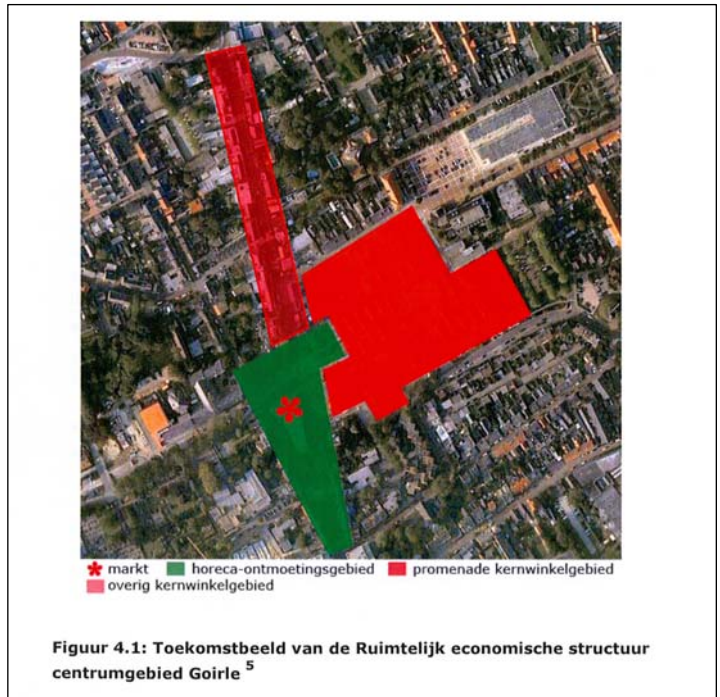 markt horeca-ontmoetingsgebied promenade kernwinkelgebied
overig kernwinkelgebied
Figuur 4.1: Toekomstbeeld van de Ruimtelijk economische structuur
centrumgebied Goirle 5